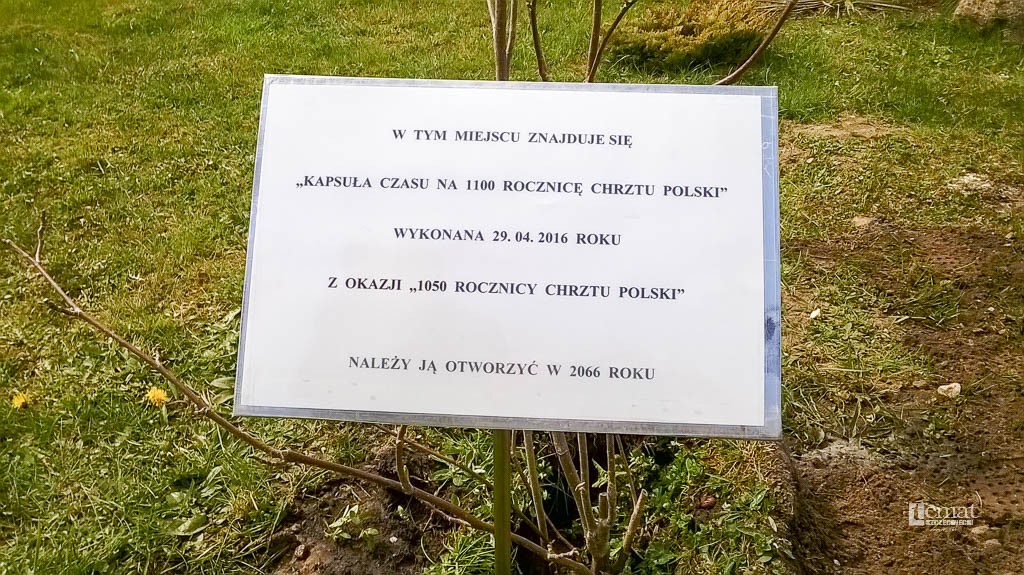 W TYM MIEJSCU ZNAJDUJE SIĘ
„KAPSUŁA CZASU NA 1100 ROCZNICĘ CHRZTU POLSKI”
WYKONANA 29. 04. 2016 ROKU
Z OKAZJI „1050 ROCZNICY CHRZTU POLSKI”
NALEŻY JĄ OTWORZYĆ W 2066 ROKU